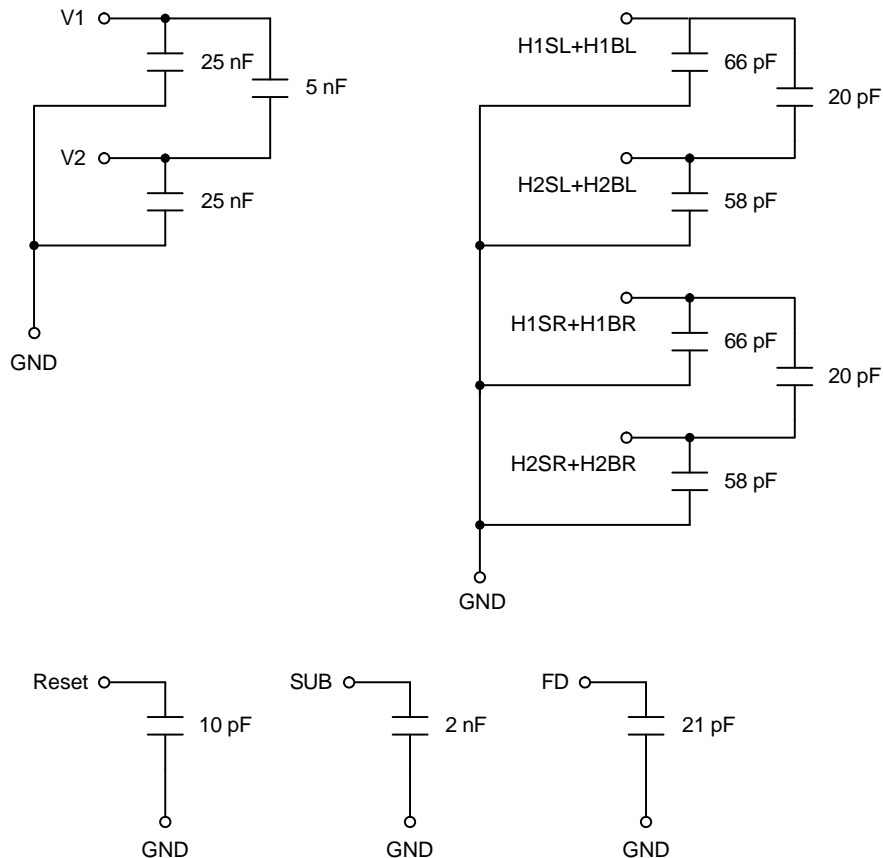 V1
25 nF
5 nF
V2
25 nF
GND
H1SL+H1BL
66 pF
20 pF
H2SL+H2BL
58 pF
H1SR+H1BR
66 pF
20 pF
H2SR+H2BR
58 pF
GND
Reset
10 pF
GND
SUB
2 nF
GND
FD
21 pF
GND